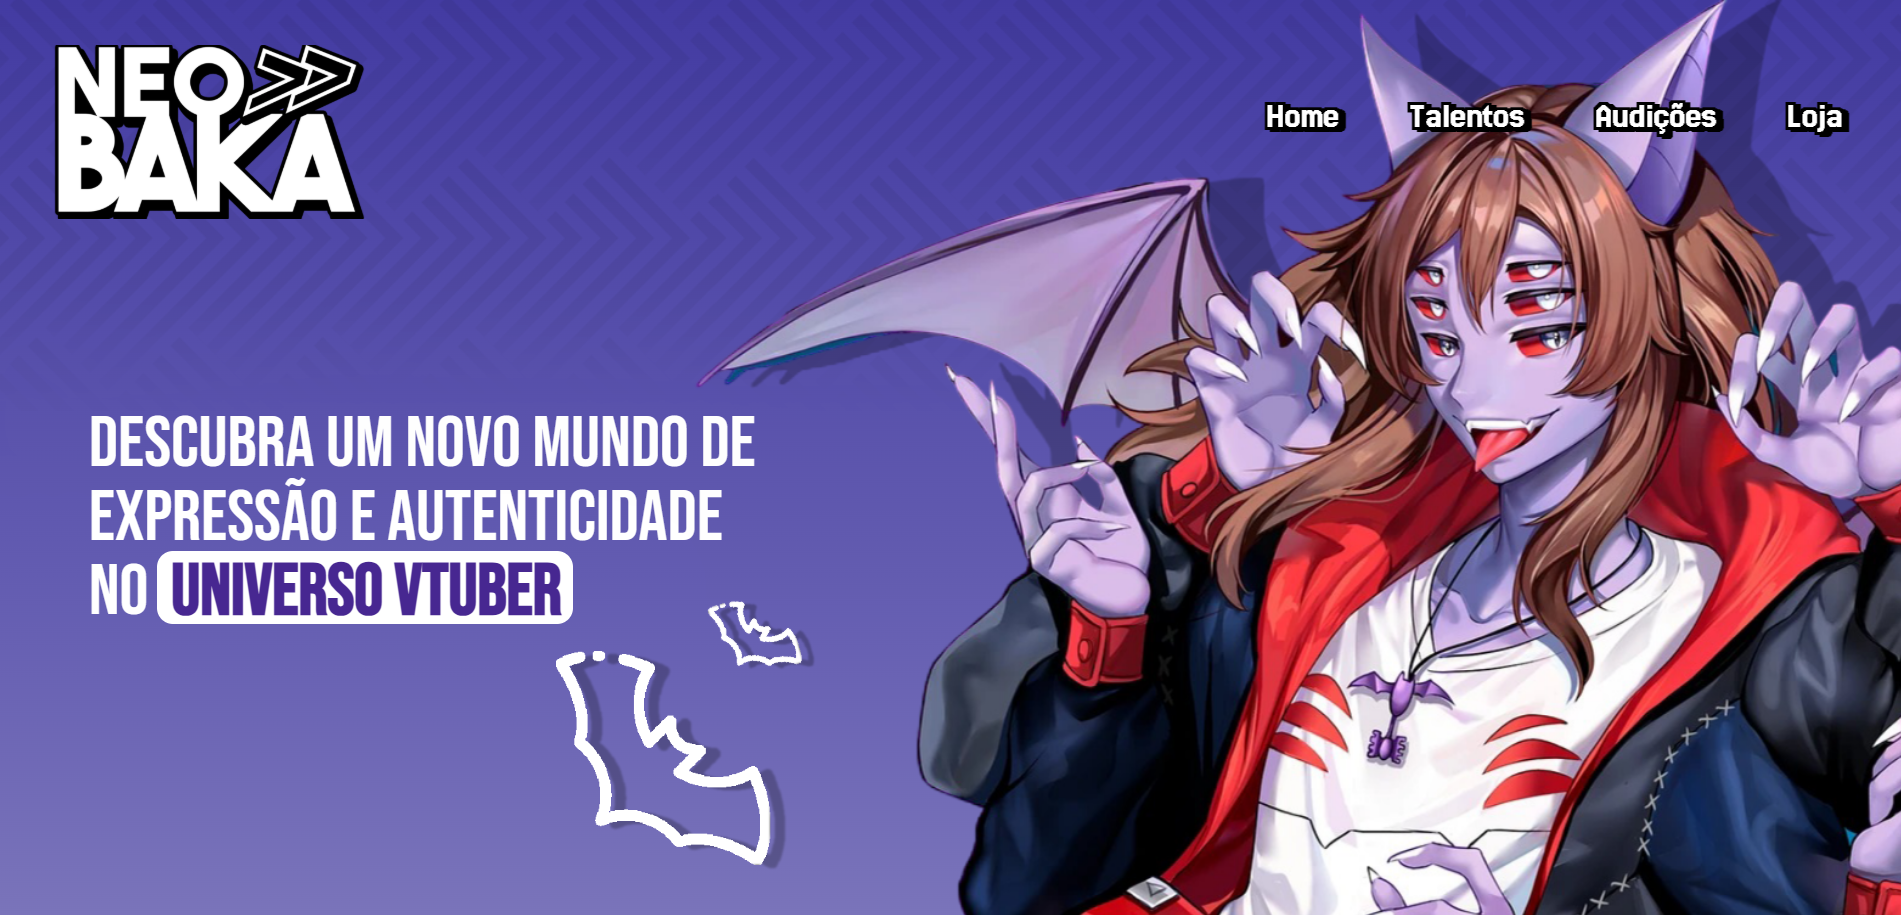 NEO
BAKA
Home Talentos Audições Loja
DESCUBRA UM NOVO MUNDO DE
EXPRESSÃO E AUTENTICIDADE
NO UNIVERSO VTUBER